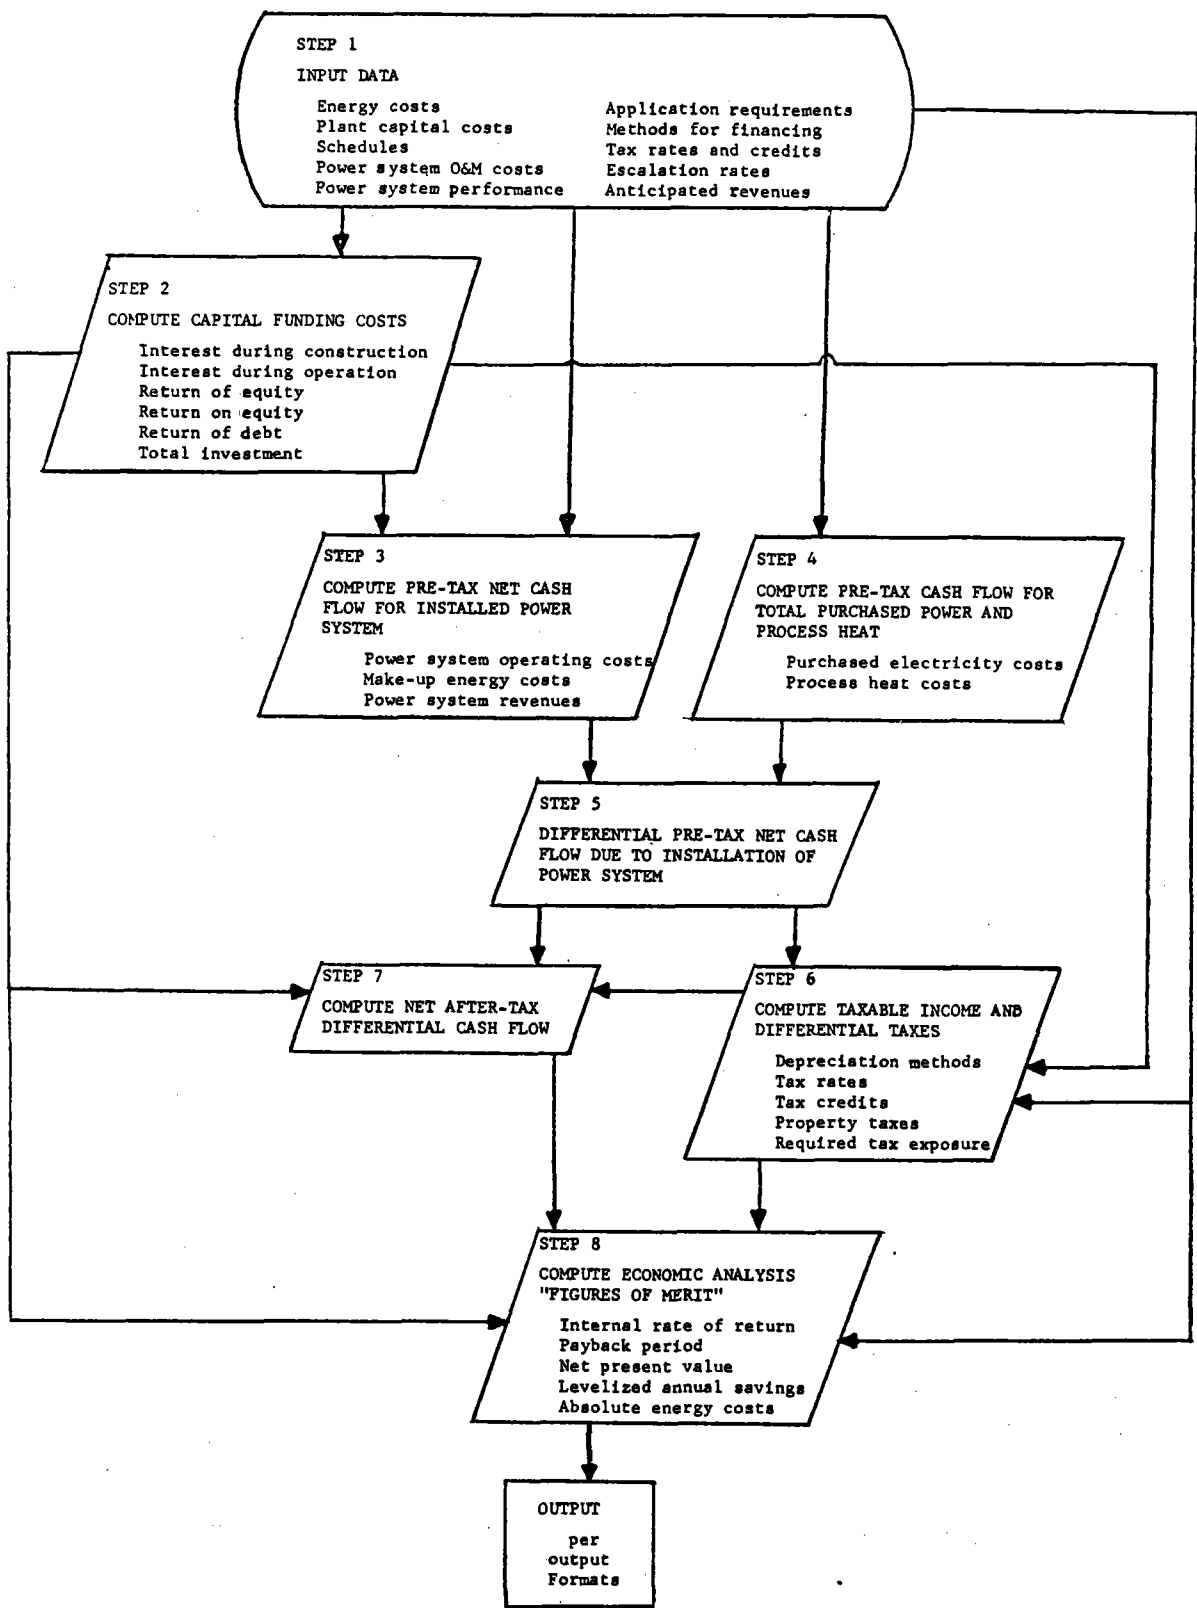 STEP 1
INPUT DATA
Energy costs
Plant capital costs
Schedules
Power system O&M costs
Power system performance
Application requirements
Methods for financing
Tax rates and credits
Escalation rates
Anticipated revenues
STEP 2
COMPUTE CAPITAL FUNDING COSTS
Interest during construction
Interest during operation
Return of equity
Return on equity
Return of debt
Total investment
STEP 3
COMPUTE PRE-TAX NET CASH
FLOW FOR INSTALLED POWER
SYSTEM
Power system operating costs
Make-up energy costs
Power system revenues
STEP 4
COMPUTE PRE-TAX CASH FLOW FOR
TOTAL PURCHASED POWER AND
PROCESS HEAT
Purchased electricity costs
Process heat costs
STEP 5
DIFFERENTIAL PRE-TAX NET CASH
FLOW DUE TO INSTALLATION OF
POWER SYSTEM
STEP 7
COMPUTE NET AFTER-TAX
DIFFERENTIAL CASH FLOW
STEP 6
COMPUTE TAXABLE INCOME AND
DIFFERENTIAL TAXES
Depreciation methods
Tax rates
Tax credits
Property taxes
Required tax exposure
STEP 8
COMPUTE ECONOMIC ANALYSIS
"FIGURES OF MERIT"
Internal rate of return
Payback period
Net present value
Levelized annual savings
Absolute energy costs
OUTPUT
per
output
Formats